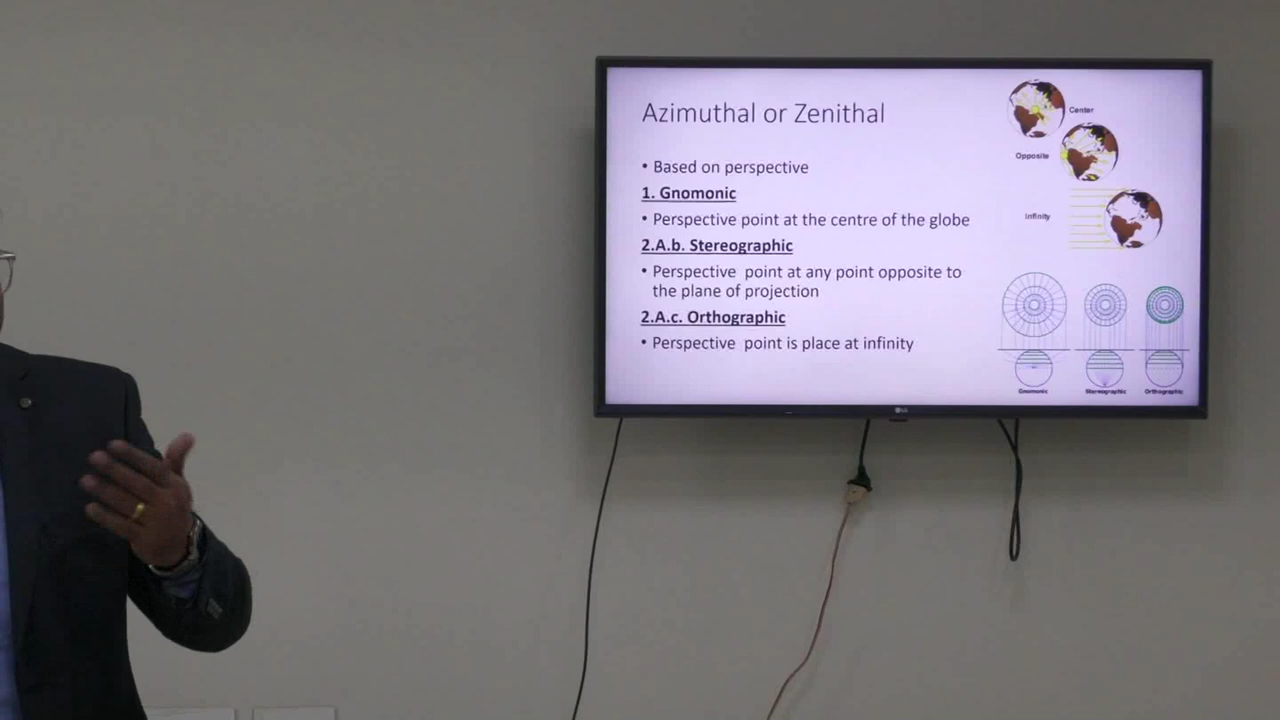 Azimuthal or Zenithal
• Based on perspective
1. Gnomonic
• Perspective point at the centre of the globe
2.A.b. Stereographic
• Perspective point at any point opposite to
the plane of projection
2.A.c. Orthographic
• Perspective point is place at infinity
Center
Opposite
Infinity
Gnomonic
Stereographic
Orthographic
LG